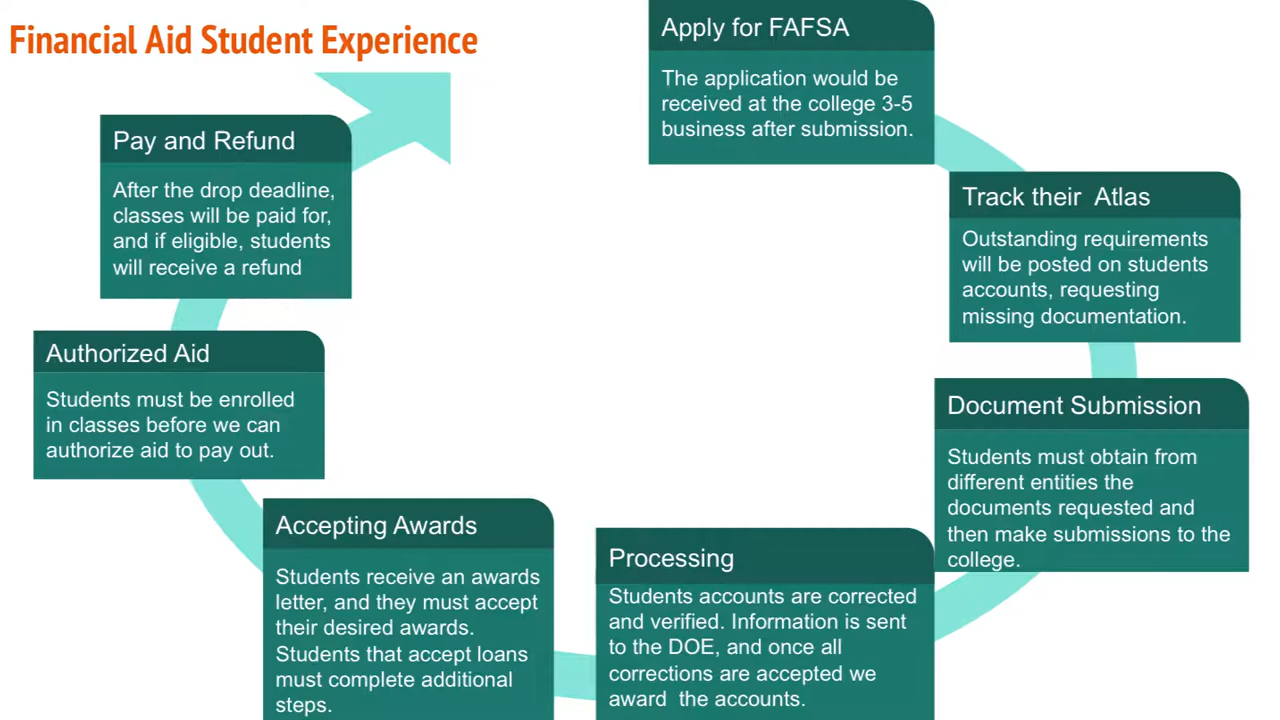 Financial Aid Student Experience
Apply for FAFSA
The application would be
received at the college 3-5
business after submission.
Track their  Atlas
Outstanding requirements
will be posted on students
accounts, requesting
missing documentation.
Document Submission
Students must obtain from
different entities the
documents requested and
then make submissions to the
college.
Processing
Students accounts are corrected
and verified. Information is sent
to the DOE, and once all
corrections are accepted we
award  the accounts.
Accepting Awards
Students receive an awards
letter, and they must accept
their desired awards.
Students that accept loans
must complete additional
steps.
Authorized Aid
Students must be enrolled
in classes before we can
authorize aid to pay out.
Pay and Refund
After the drop deadline,
classes will be paid for,
and if eligible, students
will receive a refund